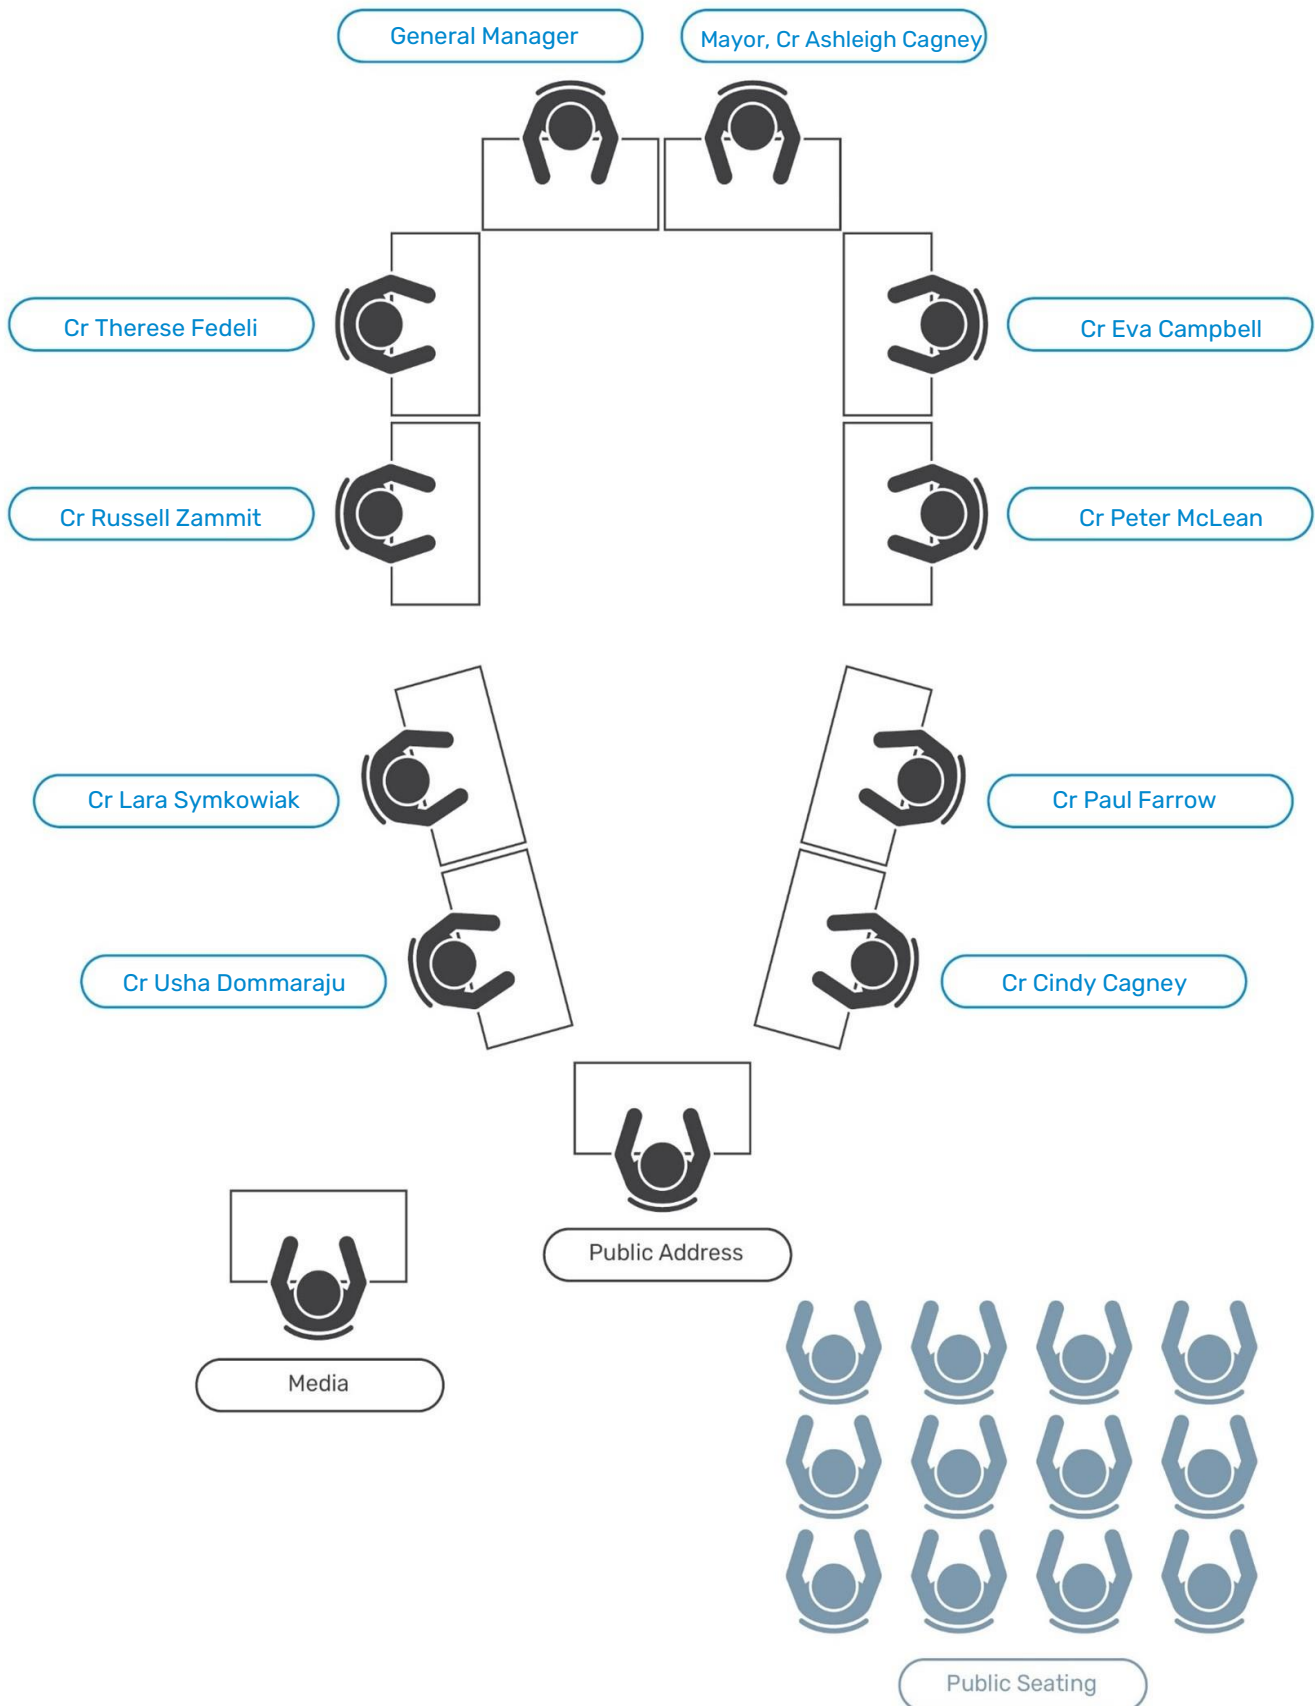 General Manager
Mayor, Cr Ashleigh Cagney
Cr Therese Fedeli
Cr Eva Campbell
Cr Russell Zammit
Cr Peter McLean
Cr Lara Symkowiak
Cr Paul Farrow
Cr Usha Dommaraju
Cr Cindy Cagney
Public Address
Media
Public Seating